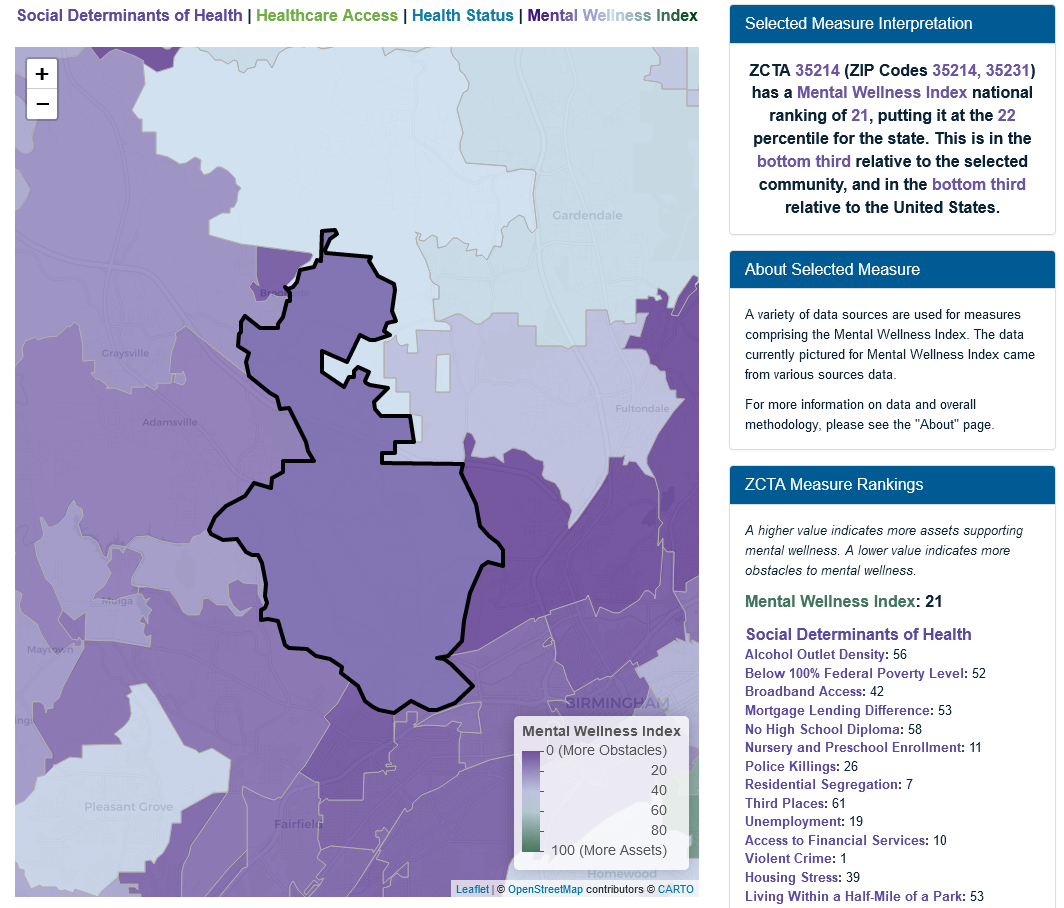 Social Determinants of Health | Healthcare Access | Health Status | Mental Wellness Index
+
−
Gardendale
Graysville
Adamsville
Fultondale
Mulga
Maytown
BIRMINGHAM
Pleasant Grove
Fairfield
Homewood
Mental Wellness Index
0 (More Obstacles)
20
40
60
80
100 (More Assets)
Leaflet | © OpenStreetMap contributors © CARTO
Selected Measure Interpretation
ZCTA 35214 (ZIP Codes 35214, 35231)
has a Mental Wellness Index national
ranking of 21, putting it at the 22
percentile for the state. This is in the
bottom third relative to the selected
community, and in the bottom third
relative to the United States.
About Selected Measure
A variety of data sources are used for measures
comprising the Mental Wellness Index. The data
currently pictured for Mental Wellness Index came
from various sources data.
For more information on data and overall
methodology, please see the "About" page.
ZCTA Measure Rankings
A higher value indicates more assets supporting
mental wellness. A lower value indicates more
obstacles to mental wellness.
Mental Wellness Index: 21
Social Determinants of Health
Alcohol Outlet Density: 56
Below 100% Federal Poverty Level: 52
Broadband Access: 42
Mortgage Lending Difference: 53
No High School Diploma: 58
Nursery and Preschool Enrollment: 11
Police Killings: 26
Residential Segregation: 7
Third Places: 61
Unemployment: 19
Access to Financial Services: 10
Violent Crime: 1
Housing Stress: 39
Living Within a Half-Mile of a Park: 53